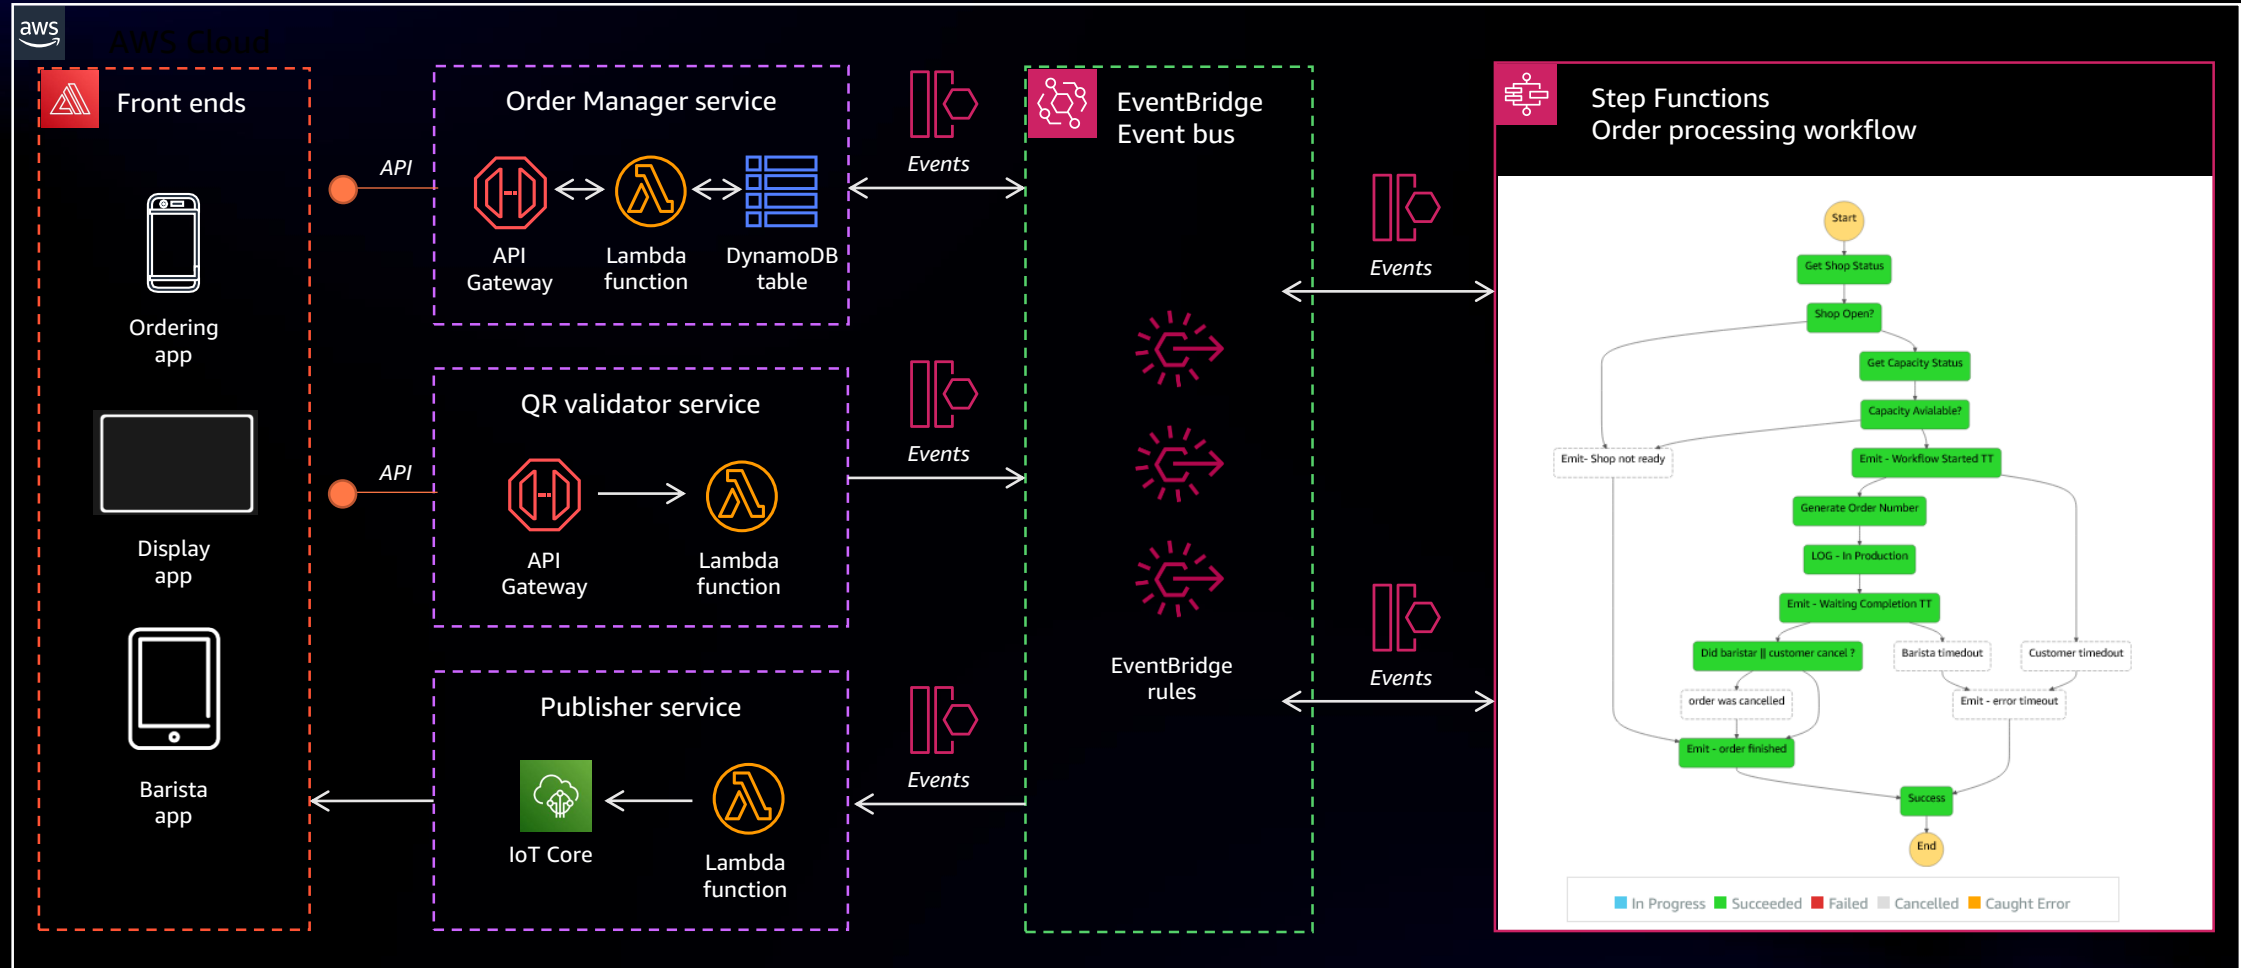 aws
AWS Cloud
Front ends
Ordering
app
Display
app
Barista
app
API
API
Order Manager service
API
Gateway
Lambda
function
DynamoDB
table
QR validator service
API
Gateway
Lambda
function
Publisher service
IoT Core
Lambda
function
Events
Events
Events
EventBridge
Event bus
EventBridge
rules
Events
Events
Step Functions
Order processing workflow
Start
Get Shop Status
Shop Open?
Get Capacity Status
Capacity Avialable?
Emit- Shop not ready
Emit - Workflow Started TT
Generate Order Number
LOG - In Production
Emit - Waiting Completion TT
Did baristar || customer cancel ?
Barista timedout
Customer timedout
order was cancelled
Emit - error timeout
Emit - order finished
Success
End
In Progress
Succeeded
Failed
Cancelled
Caught Error